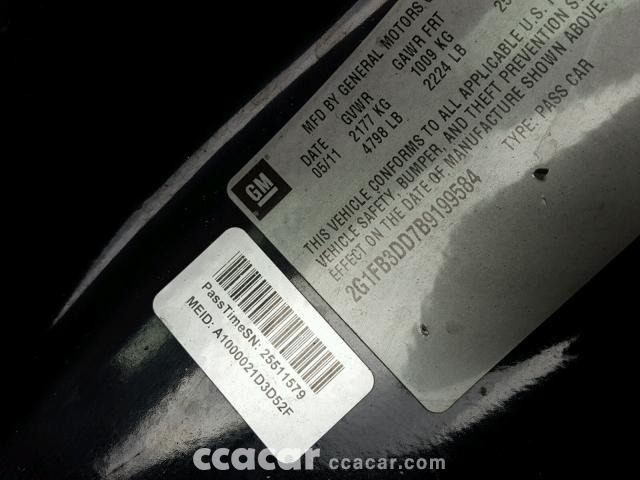 MFD BY GENERAL MOTORS
DATE GVWR GAWR FRT
05/11 2177 KG 1009 KG
4798 LB 2224 LB
THIS VEHICLE CONFORMS TO ALL APPLICABLE U.S.
VEHICLE SAFETY, BUMPER, AND THEFT PREVENTION
EFFECT ON THE DATE OF MANUFACTURE SHOWN ABOVE.
2G1FB3DD7B9199584 TYPE: PASS CAR
GM
PassTimeSN: 25511579
MEID: A1000021D3D52F
ccacar ccacar.com